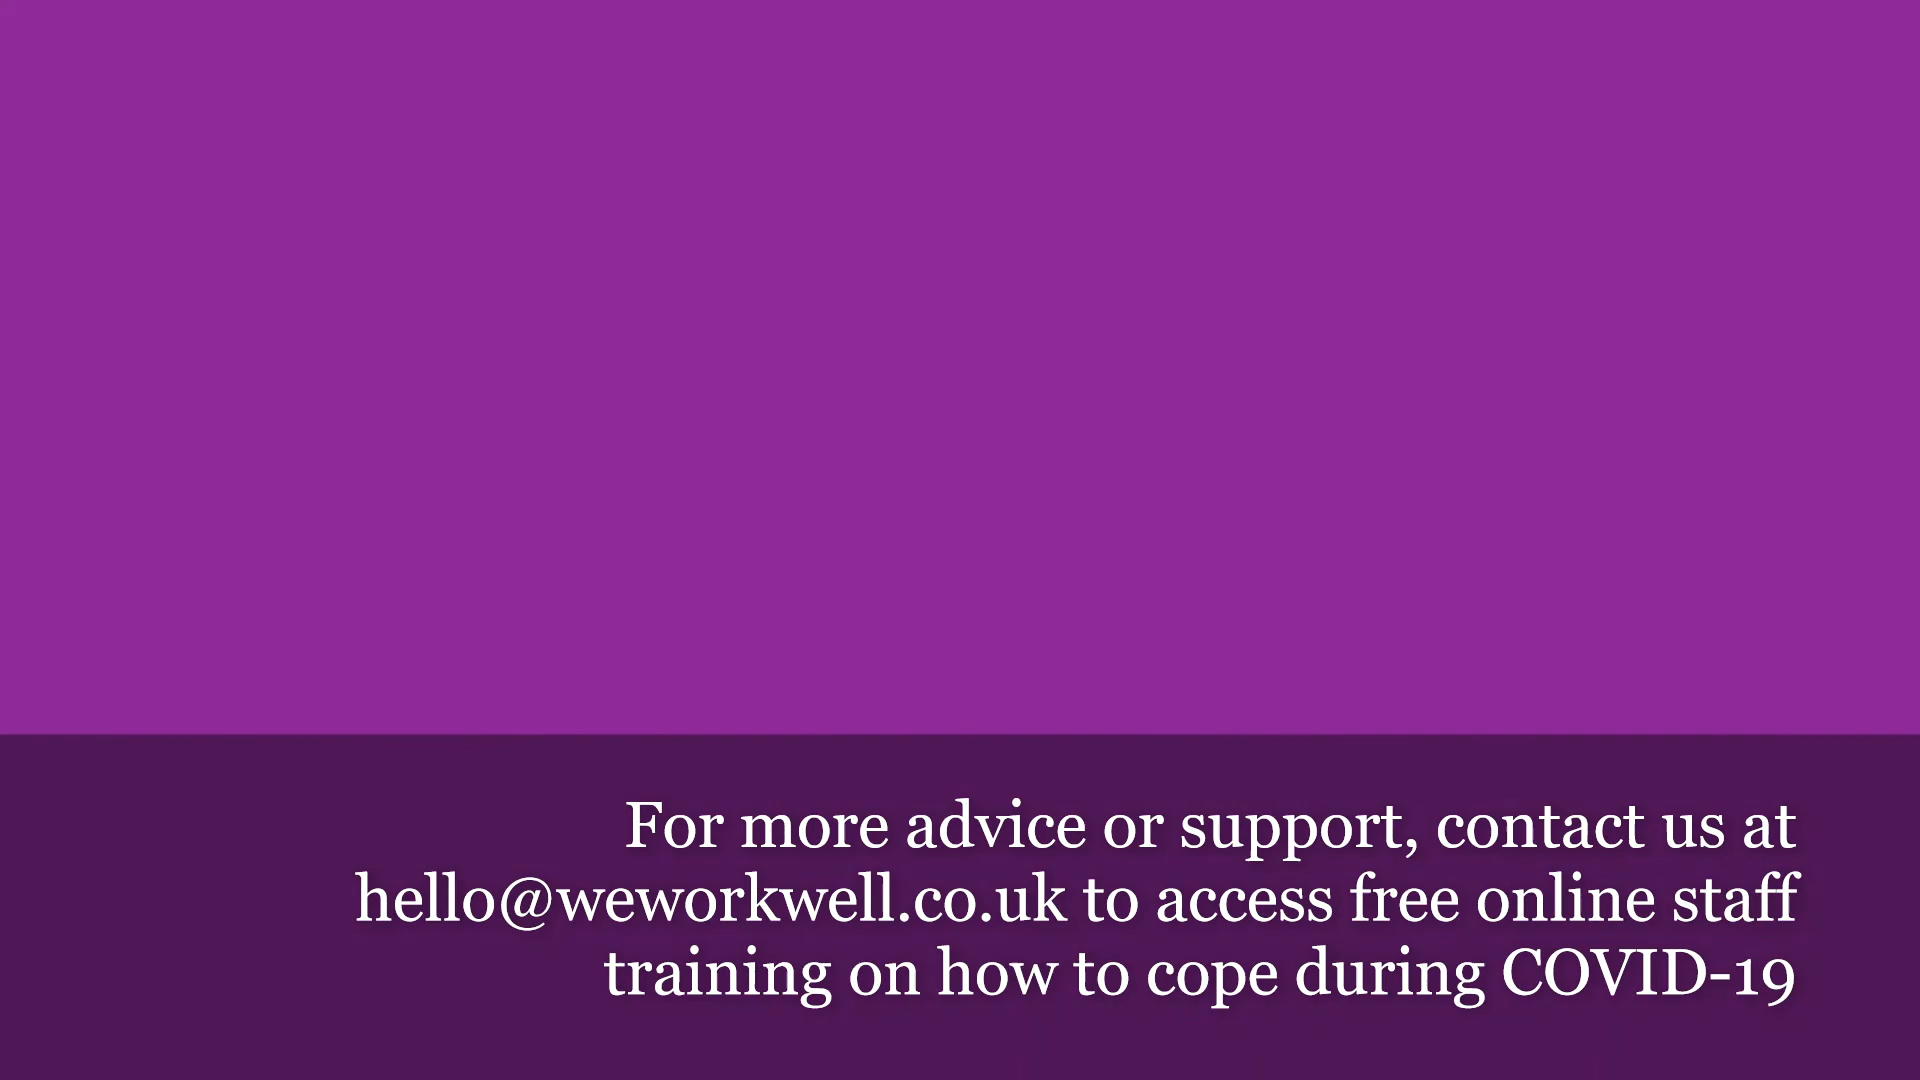 For more advice or support, contact us at
hello@weworkwell.co.uk to access free online staff
training on how to cope during COVID-19